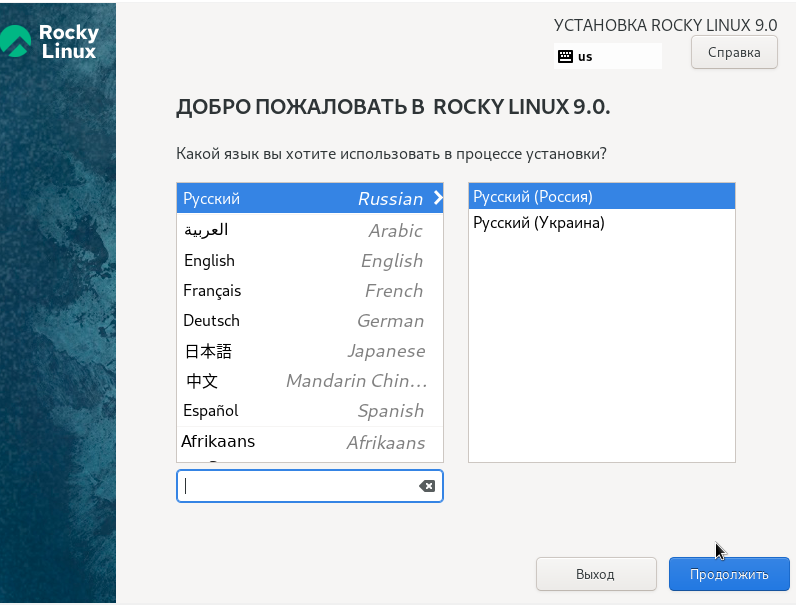 Rocky
Linux
УСТАНОВКА ROCKY LINUX 9.0
us
Справка
ДОБРО ПОЖАЛОВАТЬ В ROCKY LINUX 9.0.
Какой язык вы хотите использовать в процессе установки?
Русский Russian
العربية Arabic
English English
Français French
Deutsch German
日本語 Japanese
中文 Mandarin Chin...
Español Spanish
Afrikaans Afrikaans
Русский (Россия)
Русский (Украина)
Выход
Продолжить